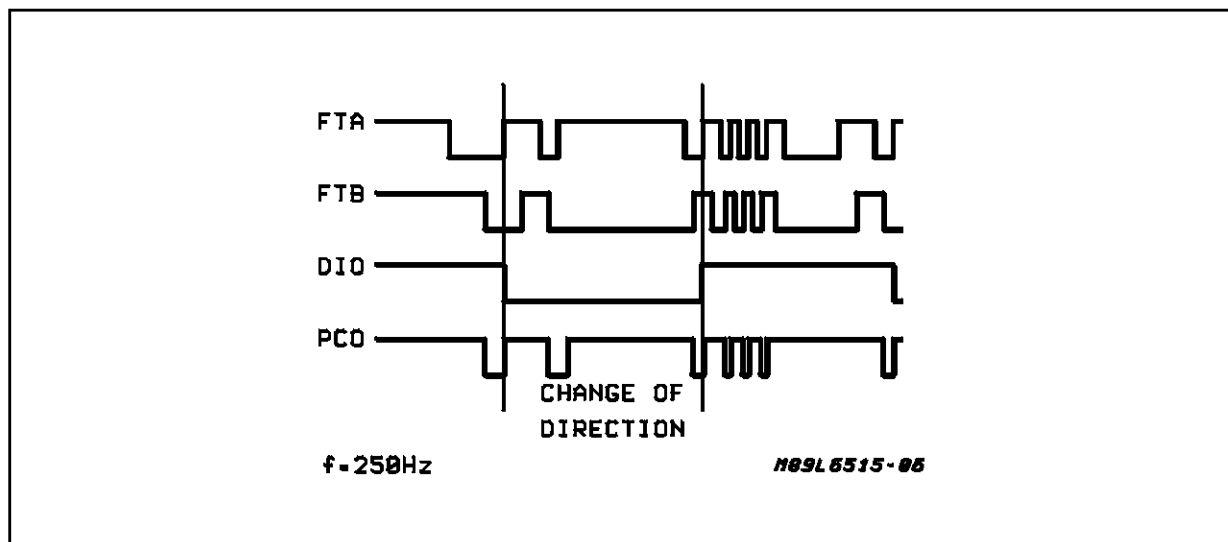 FTA
FTB
DIO
PCO
CHANGE OF
DIRECTION
f=250Hz
M89L6515-06